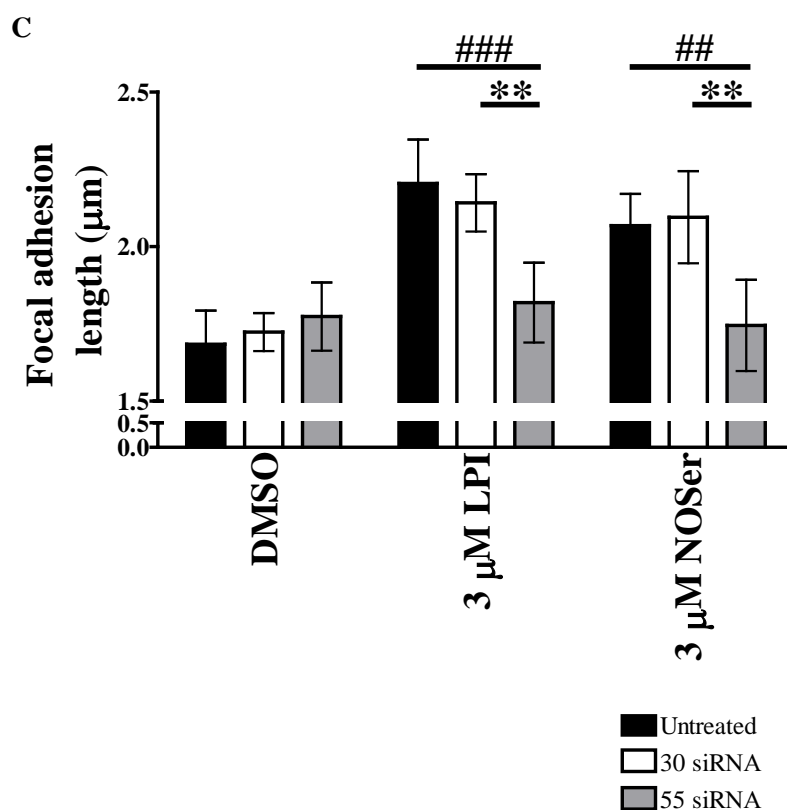 C
### ##
** **
2.5
2.0
1.5
0.5
0.0
Focal adhesion
length (μm)
DMSO
3 μM LPI
3 μM NOSer
Untreated
30 siRNA
55 siRNA